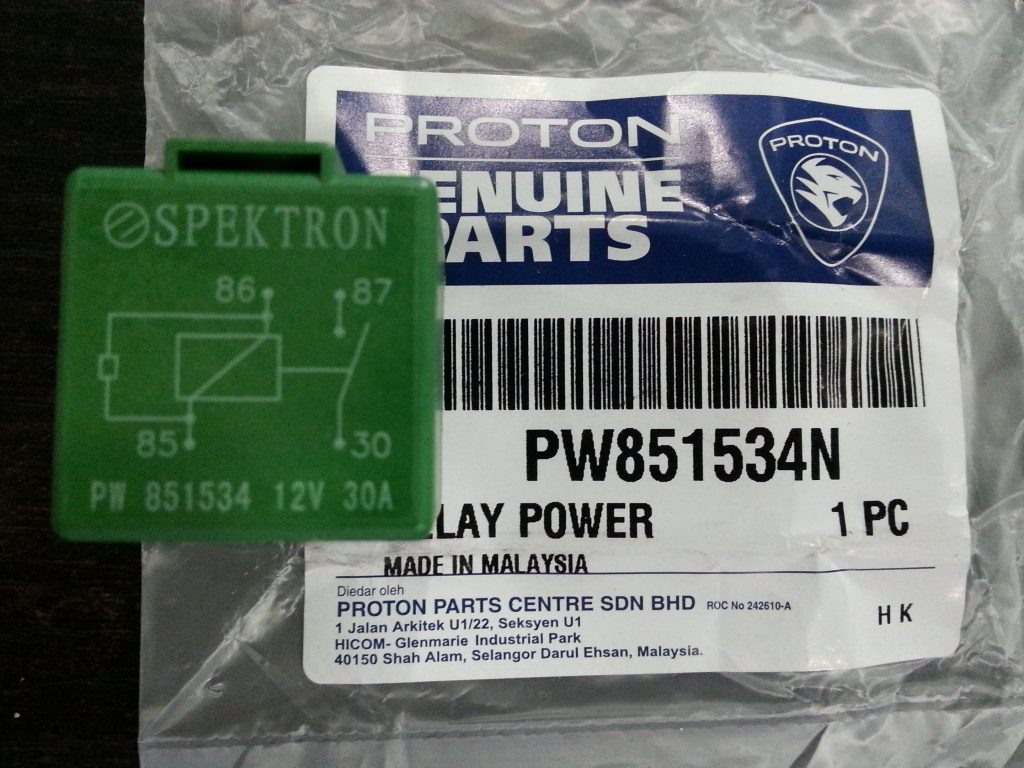 SPEKTRON
86 87
85 30
PW 851534 12V 30A
PROTON
ENUINE
ARTS
PROTON
PW851534N
LAY POWER 1 PC
MADE IN MALAYSIA
Diedar oleh
PROTON PARTS CENTRE SDN BHD ROC No 242610-A
1 Jalan Arkitek U1/22, Seksyen U1
HICOM- Glenmarie Industrial Park
40150 Shah Alam, Selangor Darul Ehsan, Malaysia.
H K